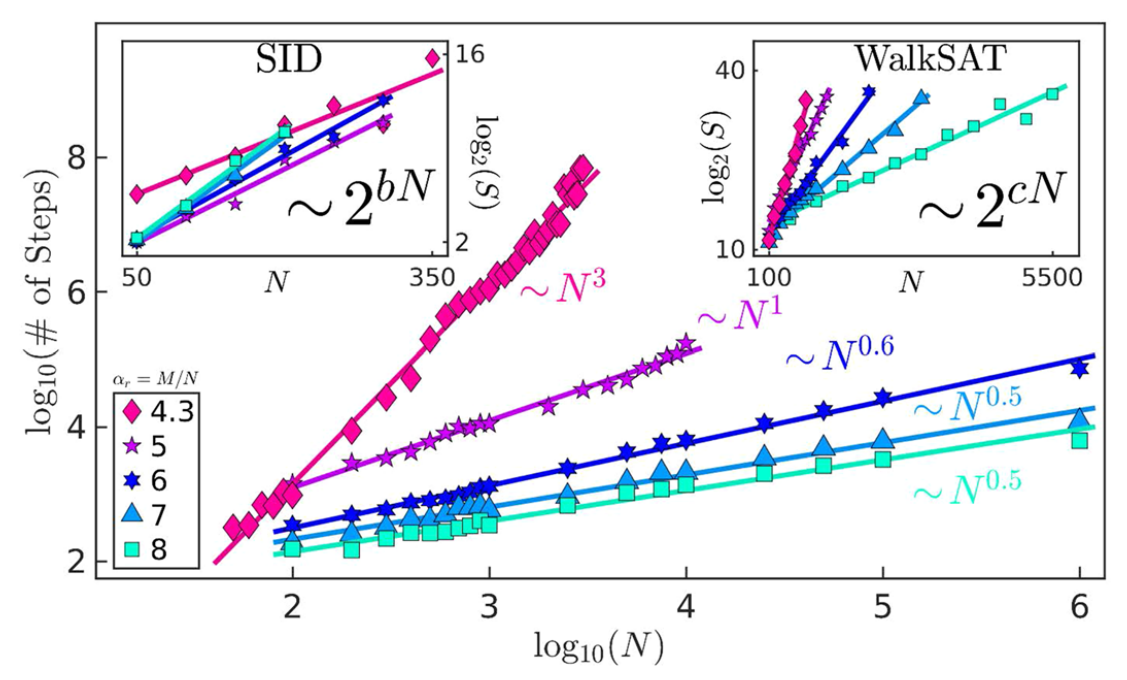 SID
16
log₂(S)
2
50
N
350
~2^{bN}
WalkSAT
40
log₂(S)
10
100
N
5500
~2^{cN}
log₁₀(# of Steps)
8
6
4
2
~N³
~N¹
~N^{0.6}
~N^{0.5}
~N^{0.5}
α_r = M/N
4.3
5
6
7
8
2
3
4
5
6
log₁₀(N)